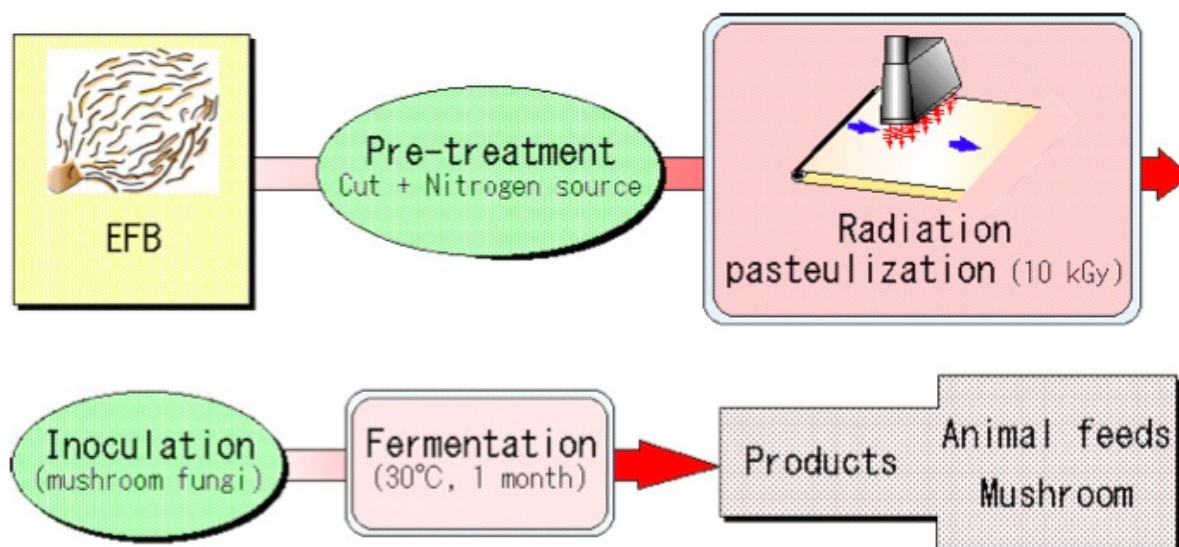 EFB
Pre-treatment
Cut + Nitrogen source
Radiation
pasteulization (10 kGy)
Inoculation
(mushroom fungi)
Fermentation
(30°C, 1 month)
Products
Animal feeds
Mushroom